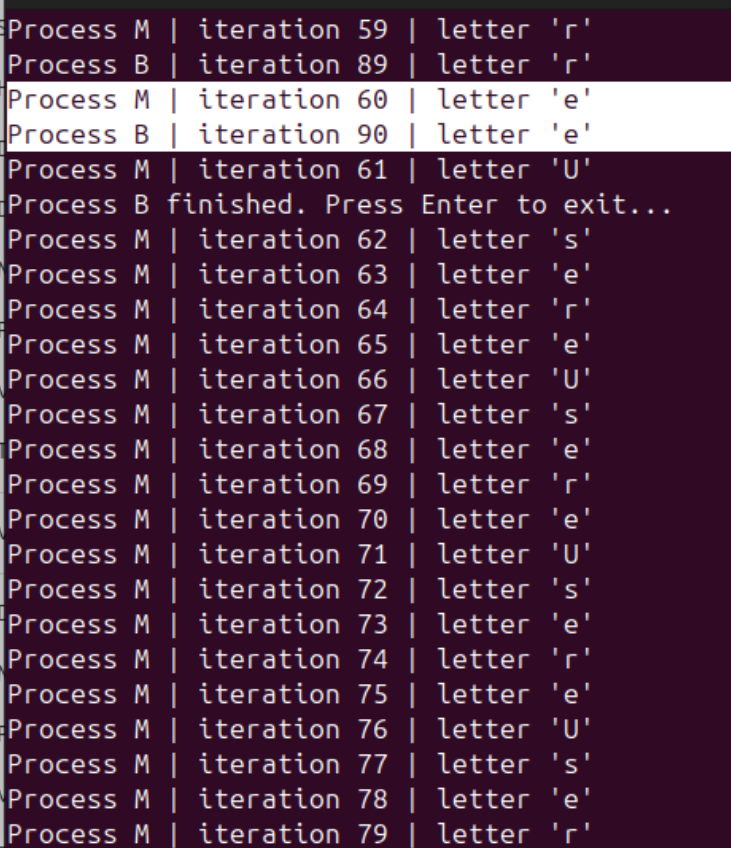 Process M | iteration 59 | letter 'r'
Process B | iteration 89 | letter 'r'
Process M | iteration 60 | letter 'e'
Process B | iteration 90 | letter 'e'
Process M | iteration 61 | letter 'U'
Process B finished. Press Enter to exit...
Process M | iteration 62 | letter 's'
Process M | iteration 63 | letter 'e'
Process M | iteration 64 | letter 'r'
Process M | iteration 65 | letter 'e'
Process M | iteration 66 | letter 'U'
Process M | iteration 67 | letter 's'
Process M | iteration 68 | letter 'e'
Process M | iteration 69 | letter 'r'
Process M | iteration 70 | letter 'e'
Process M | iteration 71 | letter 'U'
Process M | iteration 72 | letter 's'
Process M | iteration 73 | letter 'e'
Process M | iteration 74 | letter 'r'
Process M | iteration 75 | letter 'e'
Process M | iteration 76 | letter 'U'
Process M | iteration 77 | letter 's'
Process M | iteration 78 | letter 'e'
Process M | iteration 79 | letter 'r'